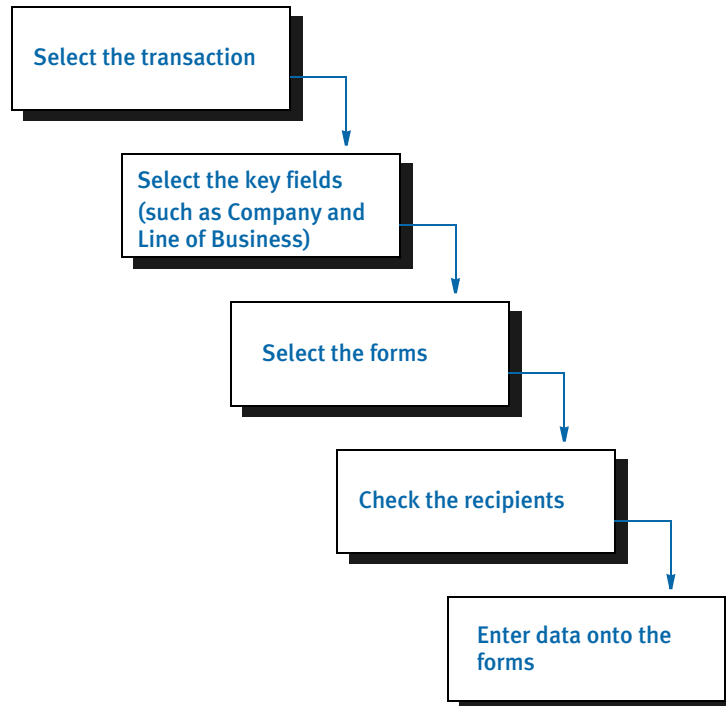 Select the transaction
Select the key fields
(such as Company and
Line of Business)
Select the forms
Check the recipients
Enter data onto the
forms